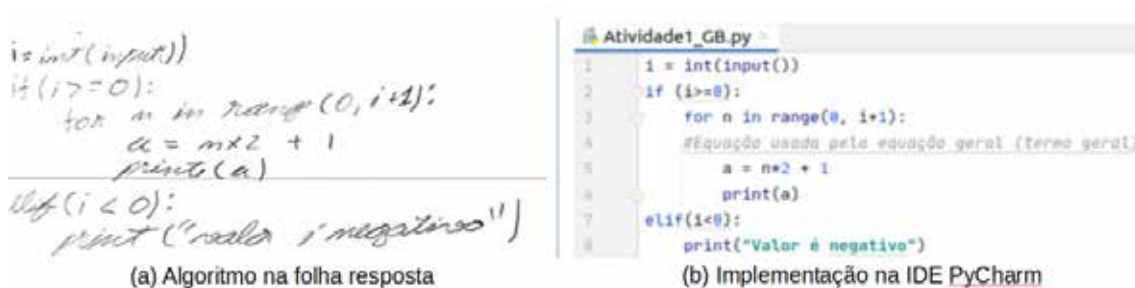 i = int(input())
if (i>=0):
for n in range(0, i+1):
a = n*2 + 1
print(a)
elif(i < 0):
print("valor i negativo")
(a) Algoritmo na folha resposta
Atividade1_GB.py
1 i = int(input())
2 if (i>=0):
3 for n in range(0, i+1):
4 #Equação usada pela equação geral (termo geral)
5 a = n*2 + 1
6 print(a)
7 elif(i<0):
8 print("Valor é negativo")
(b) Implementação na IDE PyCharm